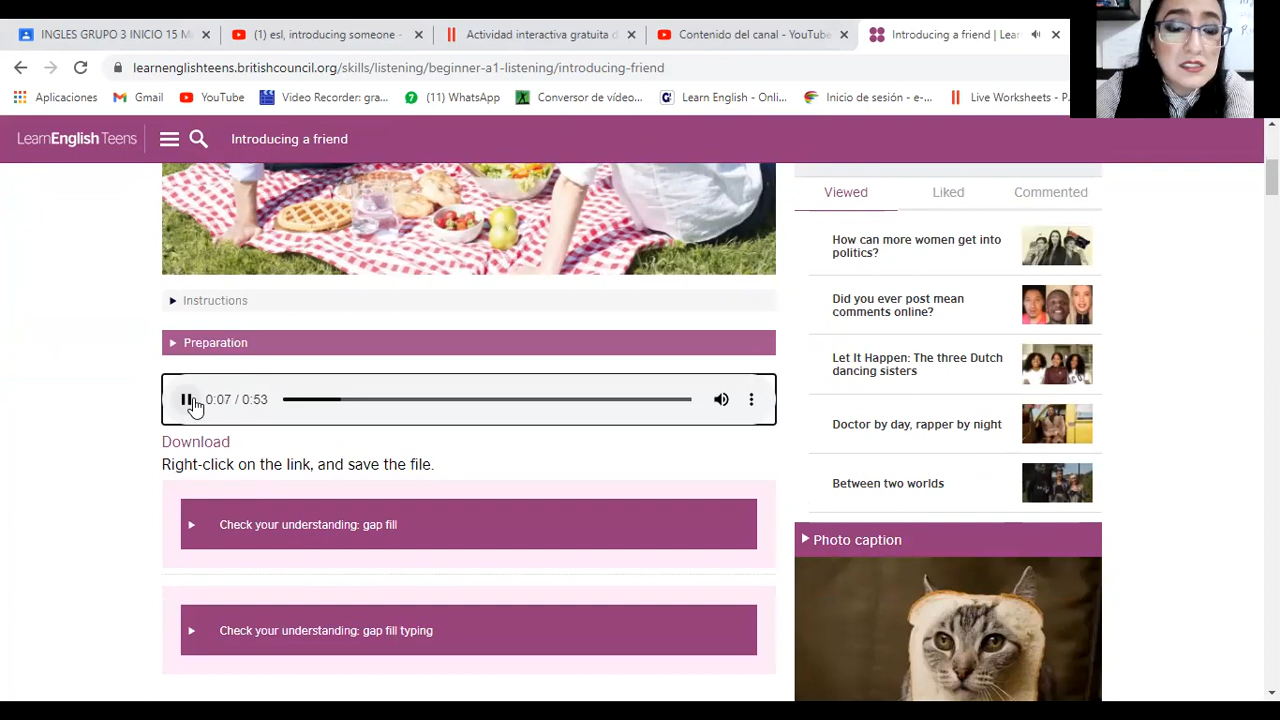 INGLES GRUPO 3 INICIO 15 M
(1) esl, introducing someone -
Actividad interactiva gratuita d
Contenido del canal - YouTube
Introducing a friend | Lea
learnenglishteens.britishcouncil.org/skills/listening/beginner-a1-listening/introducing-friend
Aplicaciones
Gmail
YouTube
Video Recorder: gra...
(11) WhatsApp
Conversor de vídeo...
Learn English - Onli...
Inicio de sesión - e-...
Live Worksheets - P
LearnEnglish Teens
Introducing a friend
Viewed
Liked
Commented
How can more women get into
politics?
Did you ever post mean
comments online?
Let It Happen: The three Dutch
dancing sisters
Doctor by day, rapper by night
Between two worlds
Photo caption
Instructions
Preparation
0:07 / 0:53
Download
Right-click on the link, and save the file.
Check your understanding: gap fill
Check your understanding: gap fill typing